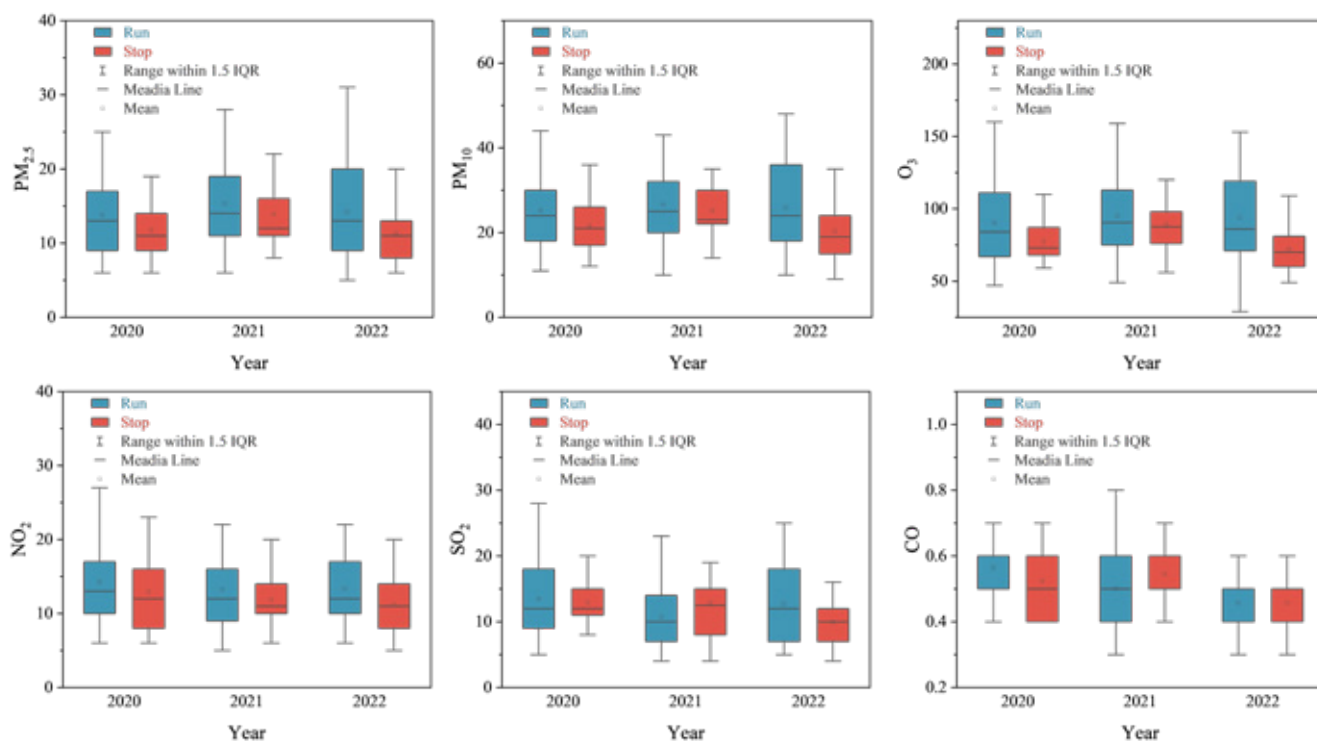 40
30
20
10
0
PM2.5
Run
Stop
Range within 1.5 IQR
Meadia Line
Mean
2020 2021 2022
Year
60
40
20
0
PM10
Run
Stop
Range within 1.5 IQR
Meadia Line
Mean
2020 2021 2022
Year
200
150
100
50
O3
Run
Stop
Range within 1.5 IQR
Meadia Line
Mean
2020 2021 2022
Year
40
30
20
10
0
NO2
Run
Stop
Range within 1.5 IQR
Meadia Line
Mean
2020 2021 2022
Year
40
30
20
10
0
SO2
Run
Stop
Range within 1.5 IQR
Meadia Line
Mean
2020 2021 2022
Year
1.0
0.8
0.6
0.4
0.2
CO
Run
Stop
Range within 1.5 IQR
Meadia Line
Mean
2020 2021 2022
Year